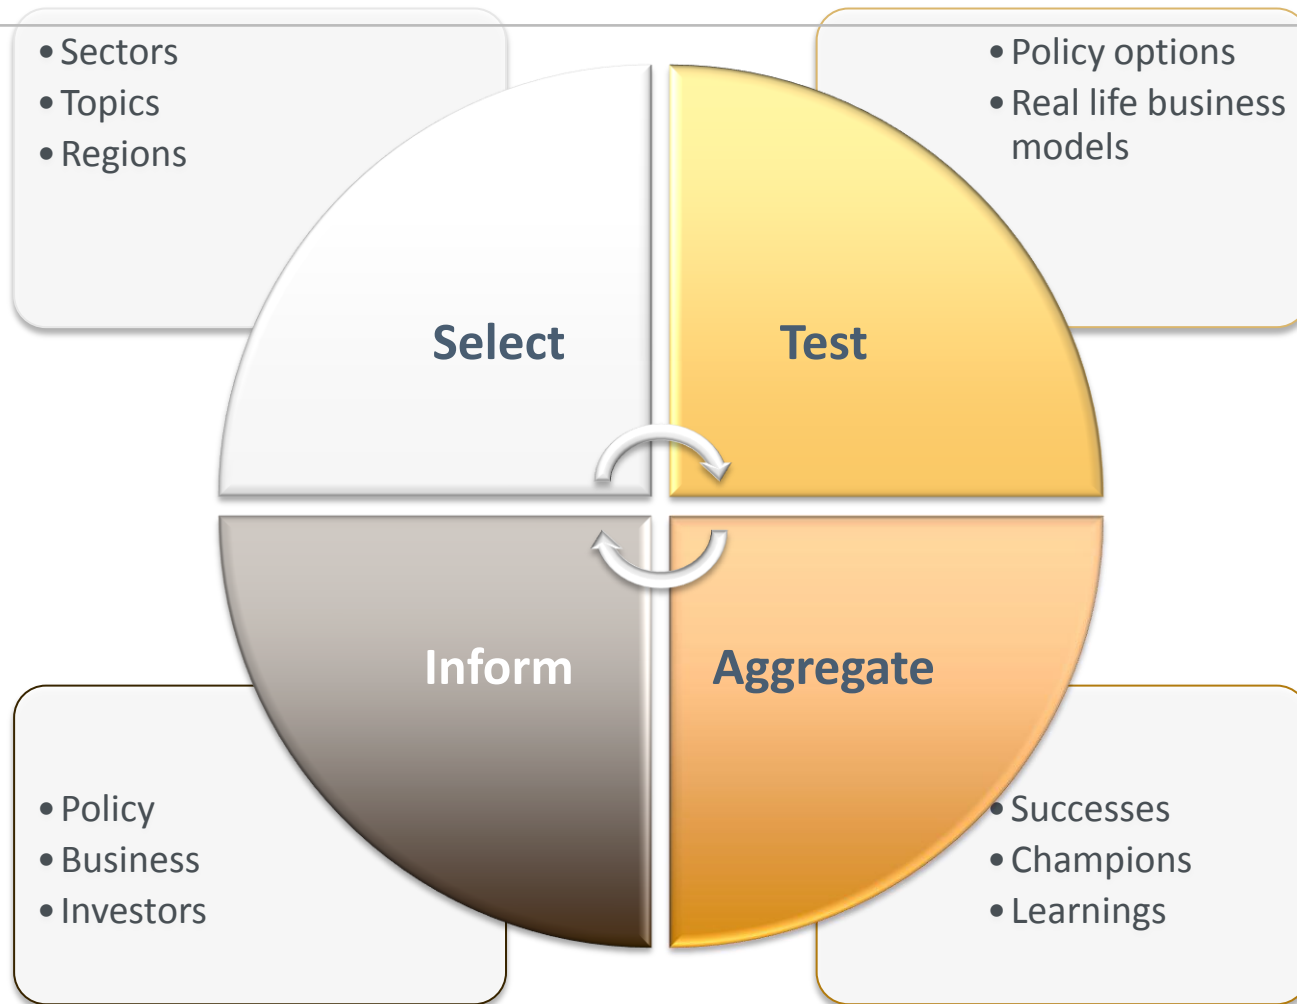 • Sectors
• Topics
• Regions
• Policy options
• Real life business
models
Select
Test
Inform
Aggregate
• Policy
• Business
• Investors
• Successes
• Champions
• Learnings